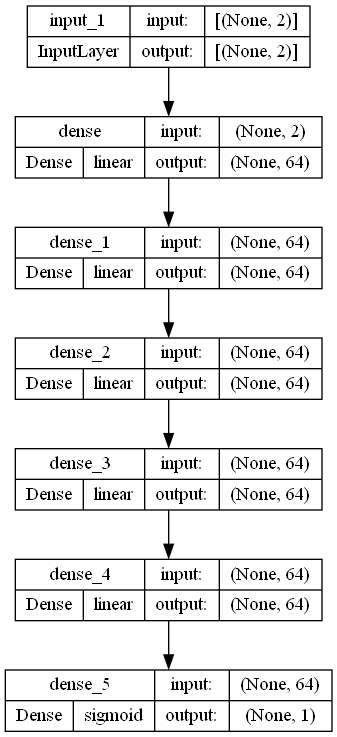 input_1 input: [(None, 2)]
InputLayer output: [(None, 2)]
dense input: (None, 2)
Dense linear output: (None, 64)
dense_1 input: (None, 64)
Dense linear output: (None, 64)
dense_2 input: (None, 64)
Dense linear output: (None, 64)
dense_3 input: (None, 64)
Dense linear output: (None, 64)
dense_4 input: (None, 64)
Dense linear output: (None, 64)
dense_5 input: (None, 64)
Dense sigmoid output: (None, 1)